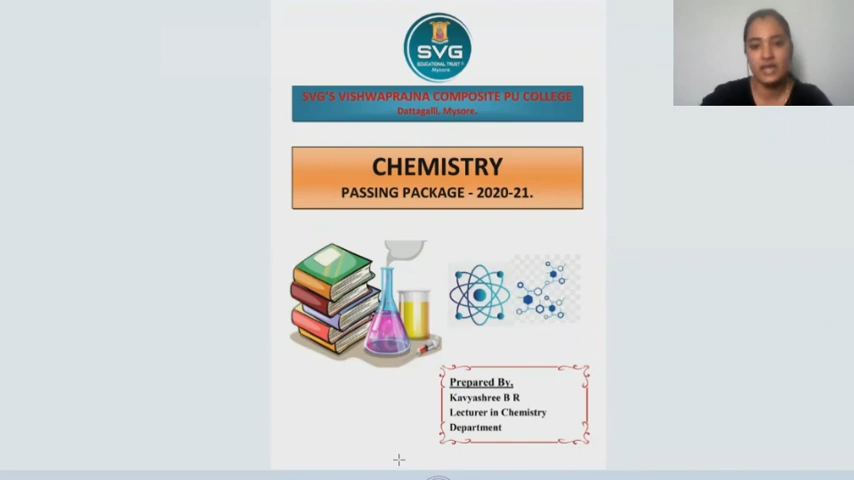 SVG
EDUCATIONAL TRUST ®
Mysore
SVG'S VISHWAPRAJNA COMPOSITE PU COLLEGE
Dattagalli, Mysore.
CHEMISTRY
PASSING PACKAGE - 2020-21.
Prepared By,
Kavyashree B R
Lecturer in Chemistry
Department